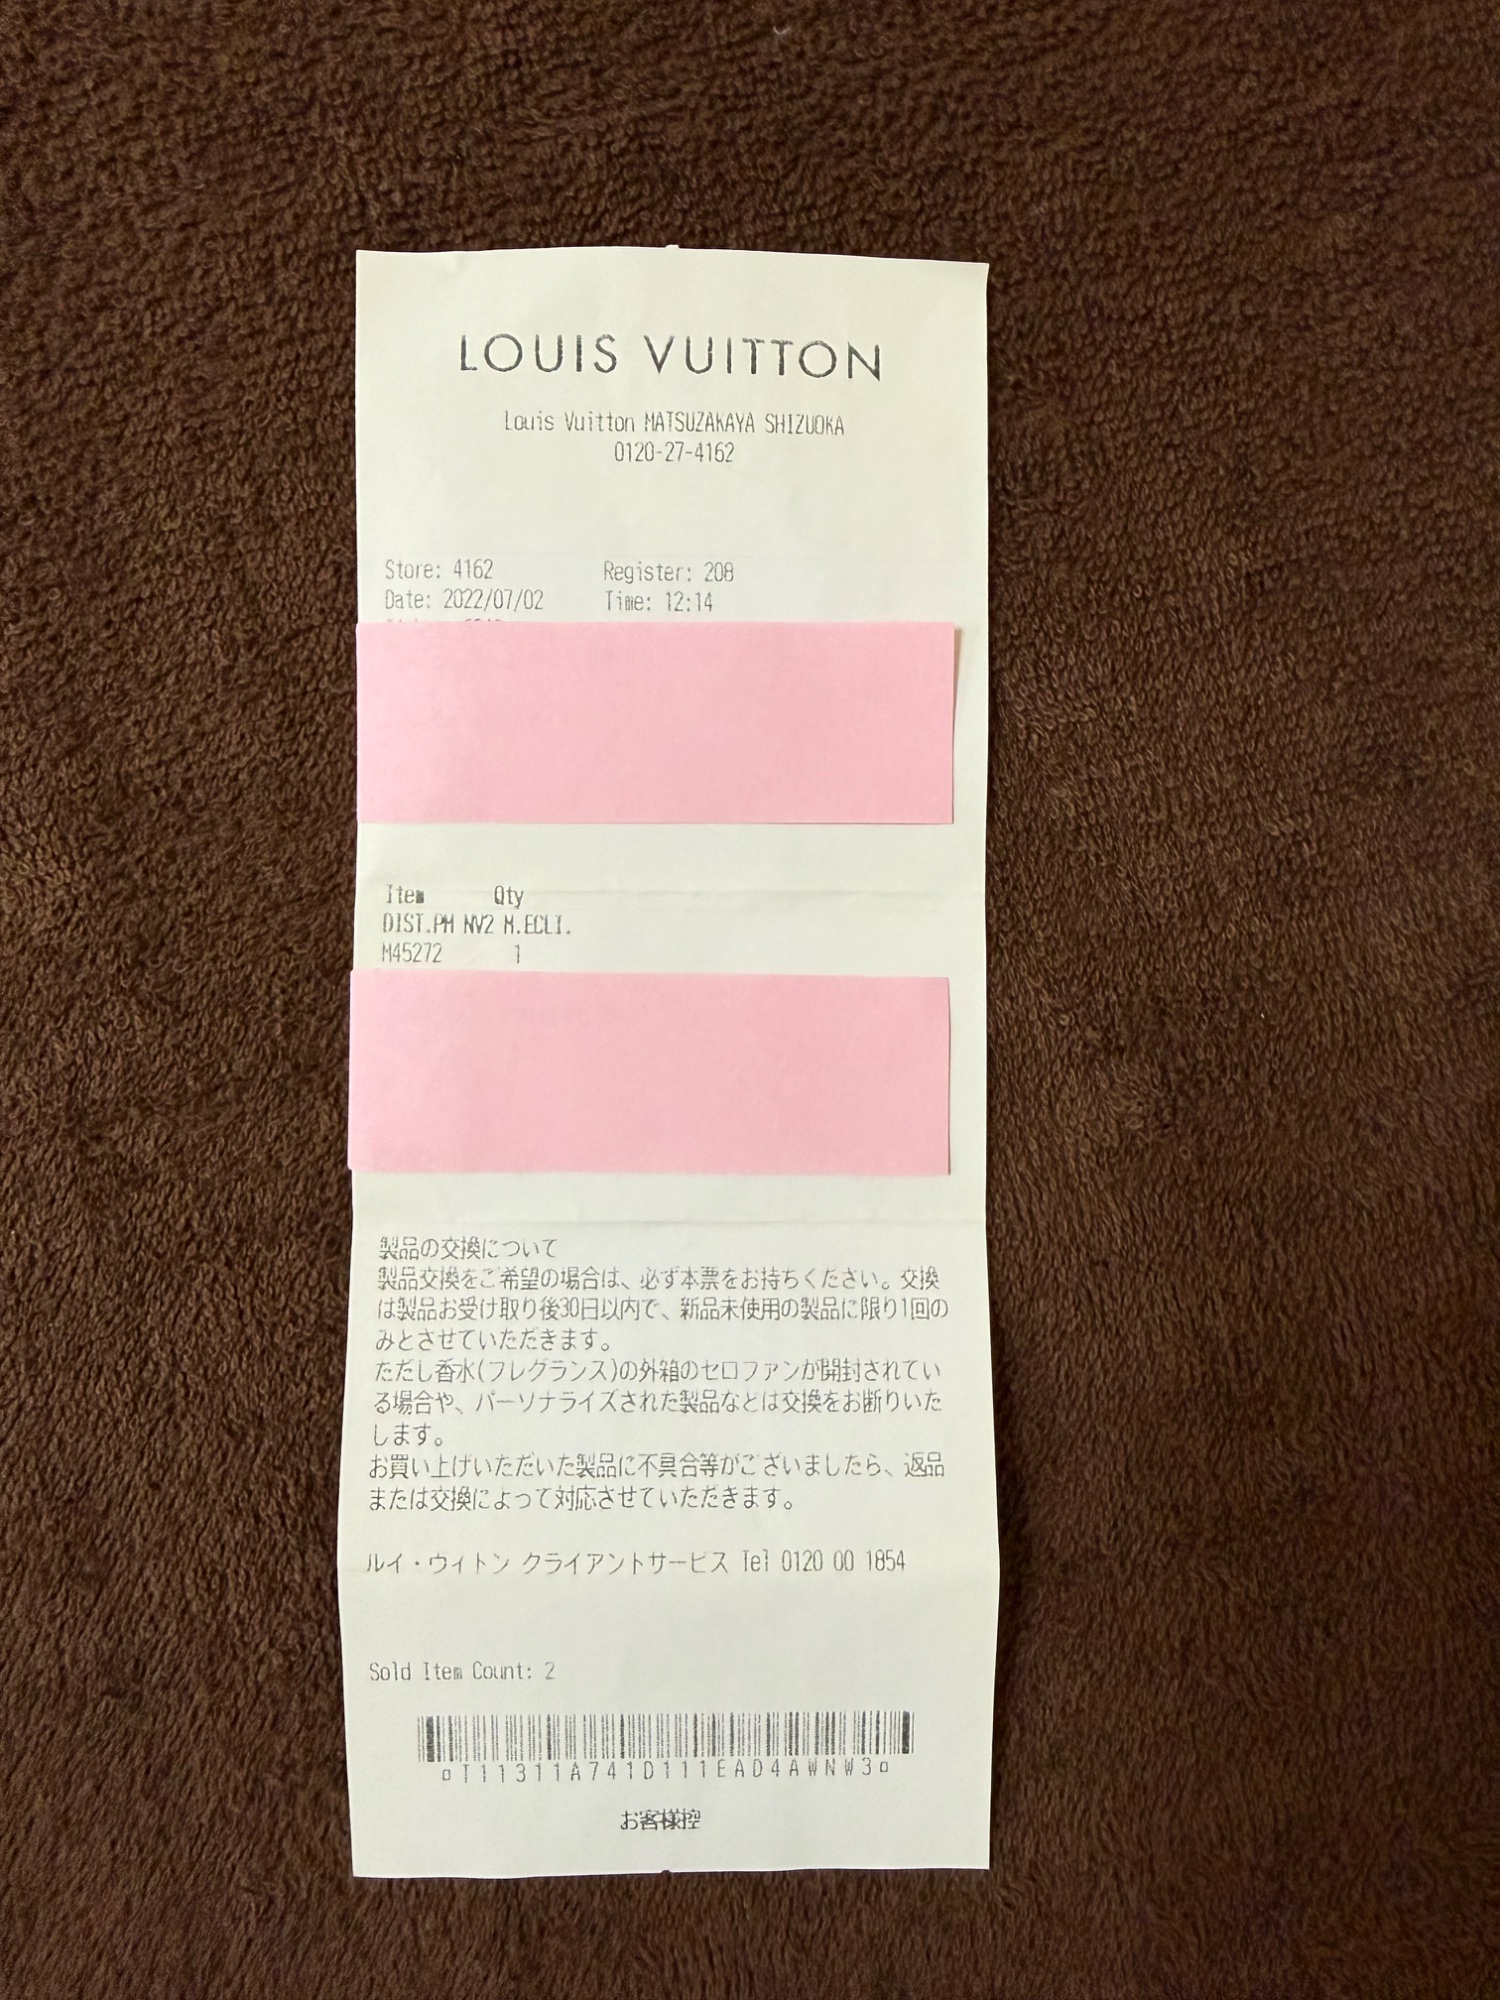 LOUIS VUITTON
Louis Vuitton MATSUZAKAYA SHIZUOKA
0120-27-4162
Store: 4162 Register: 208
Date: 2022/07/02 Time: 12:14
Item Qty
DIST.PM NV2 M.ECLI.
M45272 1
製品の交換について
製品交換をご希望の場合は、必ず本票をお持ちください。交換
は製品お受け取り後30日以内で、新品未使用の製品に限り1回の
みとさせていただきます。
ただし香水(フレグランス)の外箱のセロファンが開封されてい
る場合や、パーソナライズされた製品などは交換をお断りいた
します。
お買い上げいただいた製品に不具合等がございましたら、返品
または交換によって対応させていただきます。
ルイ・ヴィトン クライアントサービス Tel 0120 00 1854
Sold Item Count: 2
¤T11311A741D111EAD4AWNW3¤
お客様控